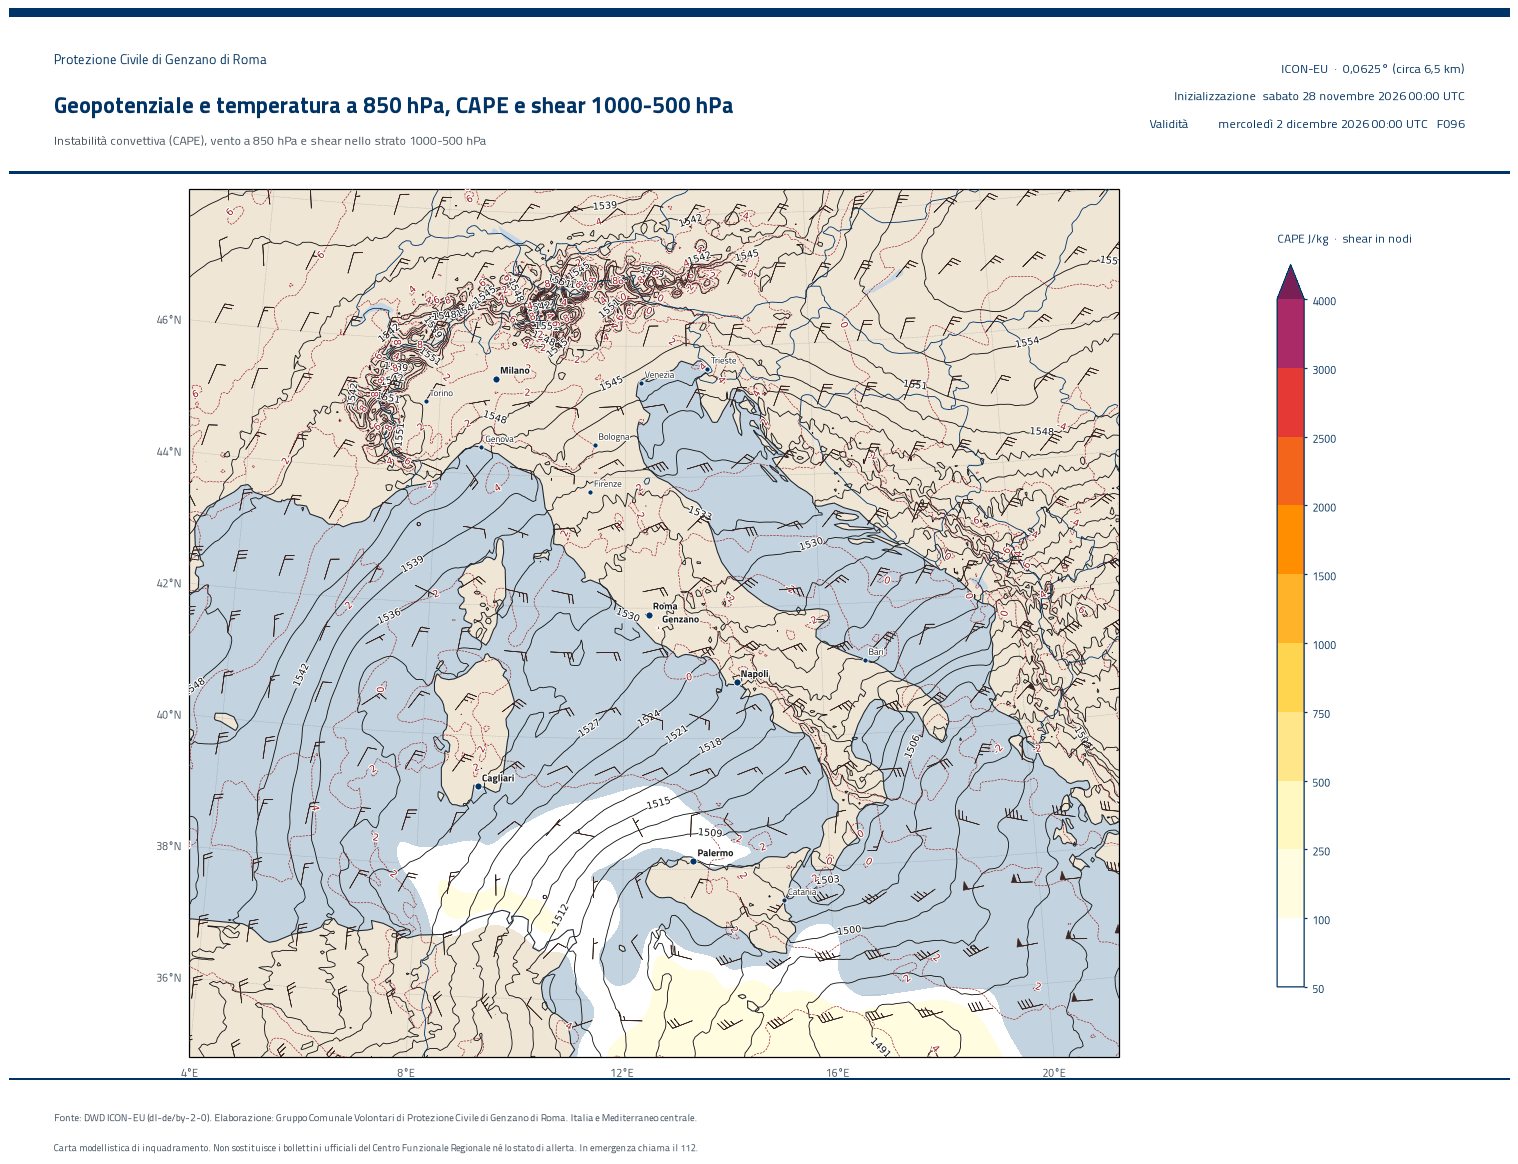 Protezione Civile di Genzano di Roma
Geopotenziale e temperatura a 850 hPa, CAPE e shear 1000-500 hPa
Instabilità convettiva (CAPE), vento a 850 hPa e shear nello strato 1000-500 hPa
ICON-EU · 0,0625° (circa 6,5 km)
Inizializzazione sabato 28 novembre 2026 00:00 UTC
Validità mercoledì 2 dicembre 2026 00:00 UTC F096
CAPE J/kg · shear in nodi
4000
3000
2500
2000
1500
1000
750
500
250
100
50
46°N
44°N
42°N
40°N
38°N
36°N
4°E
8°E
12°E
16°E
20°E
Milano
Torino
Venezia
Trieste
Genova
Bologna
Firenze
Roma
Genzano
Napoli
Bari
Cagliari
Palermo
Catania
1539
1542
1545
1542
1545
1554
1551
1548
1545
1548
1533
1530
1539
1536
1542
1530
1527
1524
1521
1518
1515
1509
1506
1503
1500
1512
1491
Fonte: DWD ICON-EU (dl-de/by-2-0). Elaborazione: Gruppo Comunale Volontari di Protezione Civile di Genzano di Roma. Italia e Mediterraneo centrale.
Carta modellistica di inquadramento. Non sostituisce i bollettini ufficiali del Centro Funzionale Regionale né lo stato di allerta. In emergenza chiama il 112.